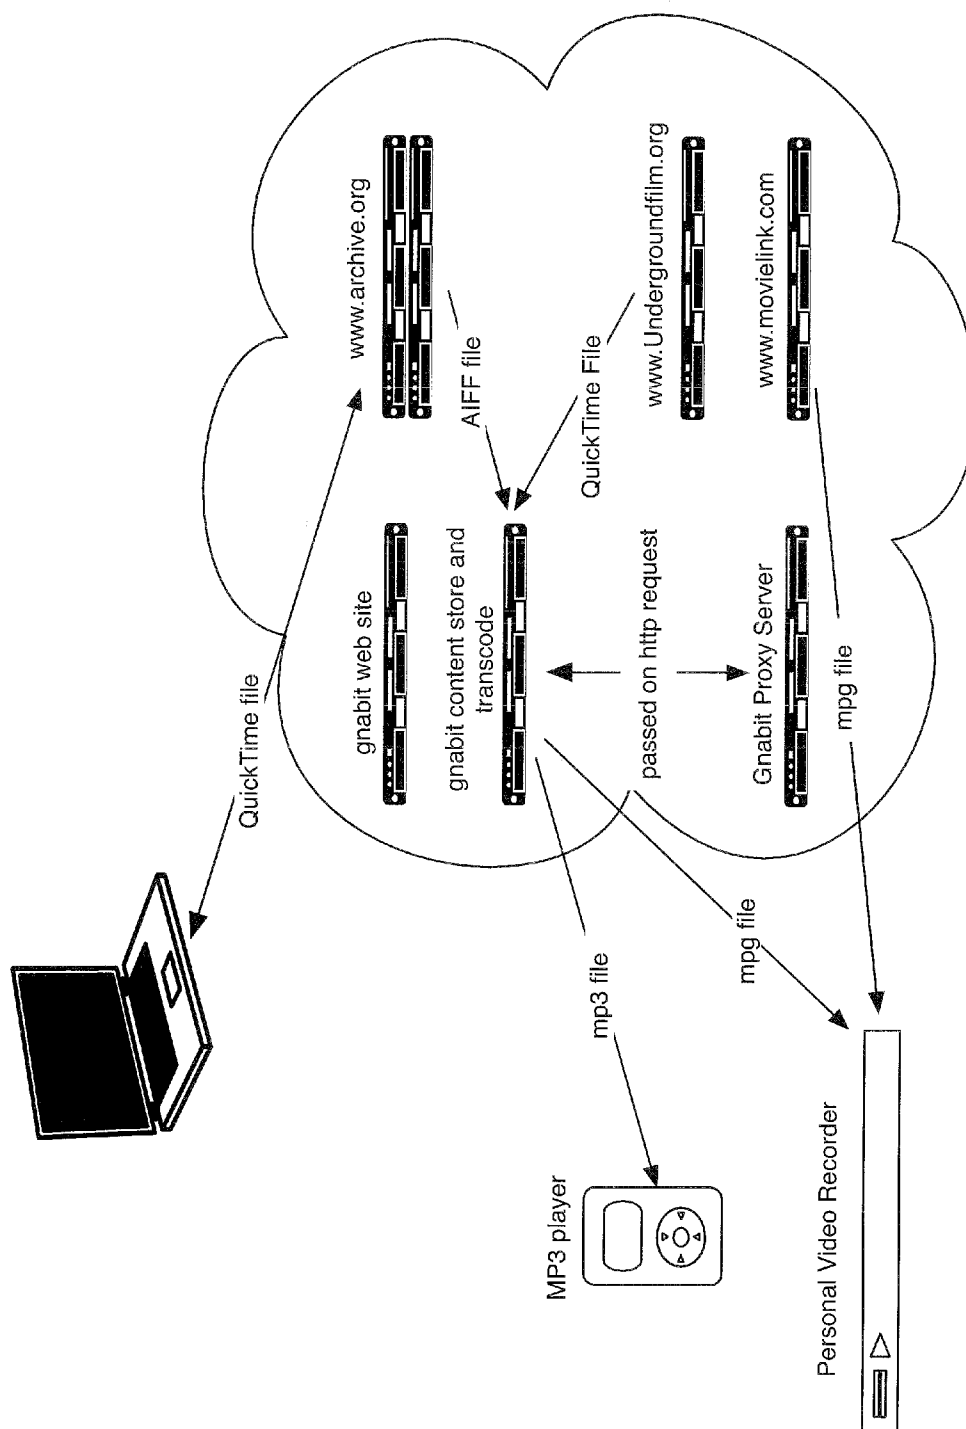 QuickTime file
www.archive.org
gnabit web site
AIFF file
gnabit content store and
transcode
QuickTime File
www.Undergroundfilm.org
passed on http request
www.movielink.com
Gnabit Proxy Server
mpg file
mpg file
mp3 file
MP3 player
Personal Video Recorder